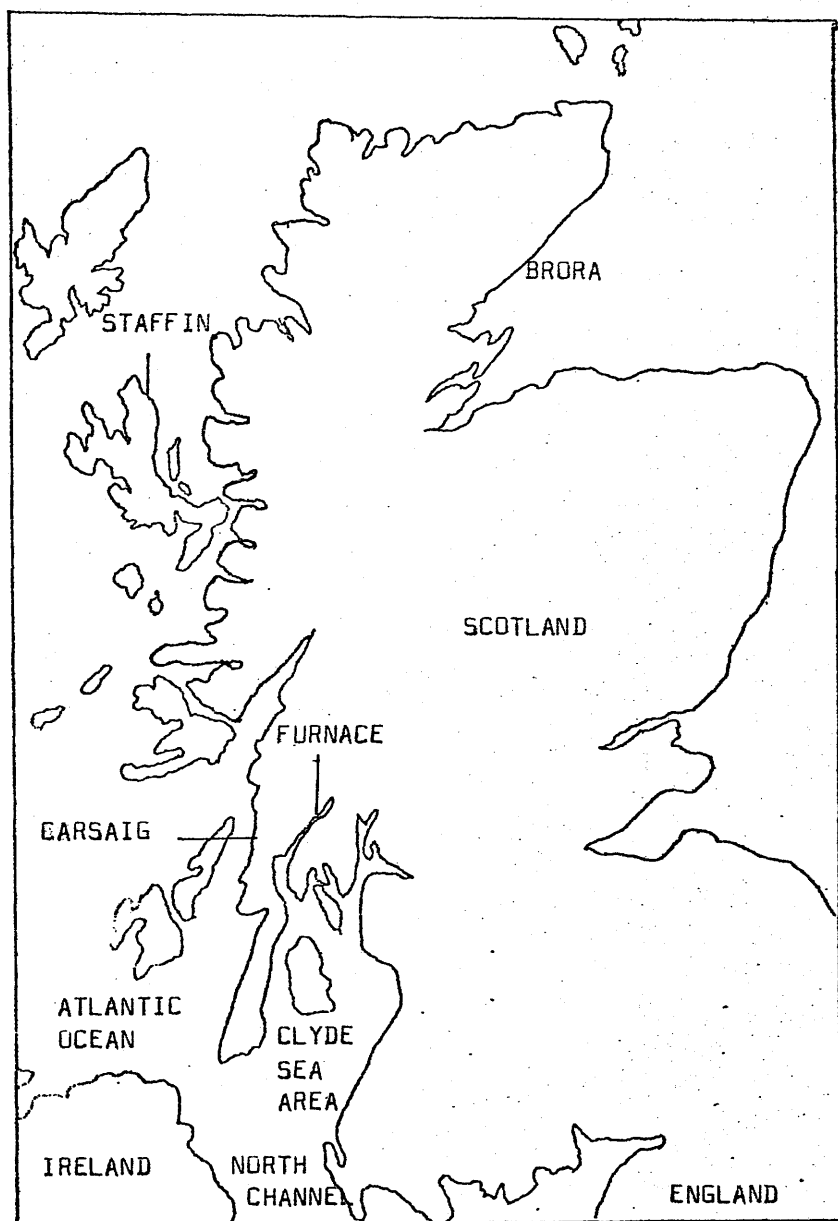 BRORA
STAFFIN
SCOTLAND
FURNACE
CARSAIG
ATLANTIC
OCEAN
CLYDE
SEA
AREA
IRELAND
NORTH
CHANNEL
ENGLAND